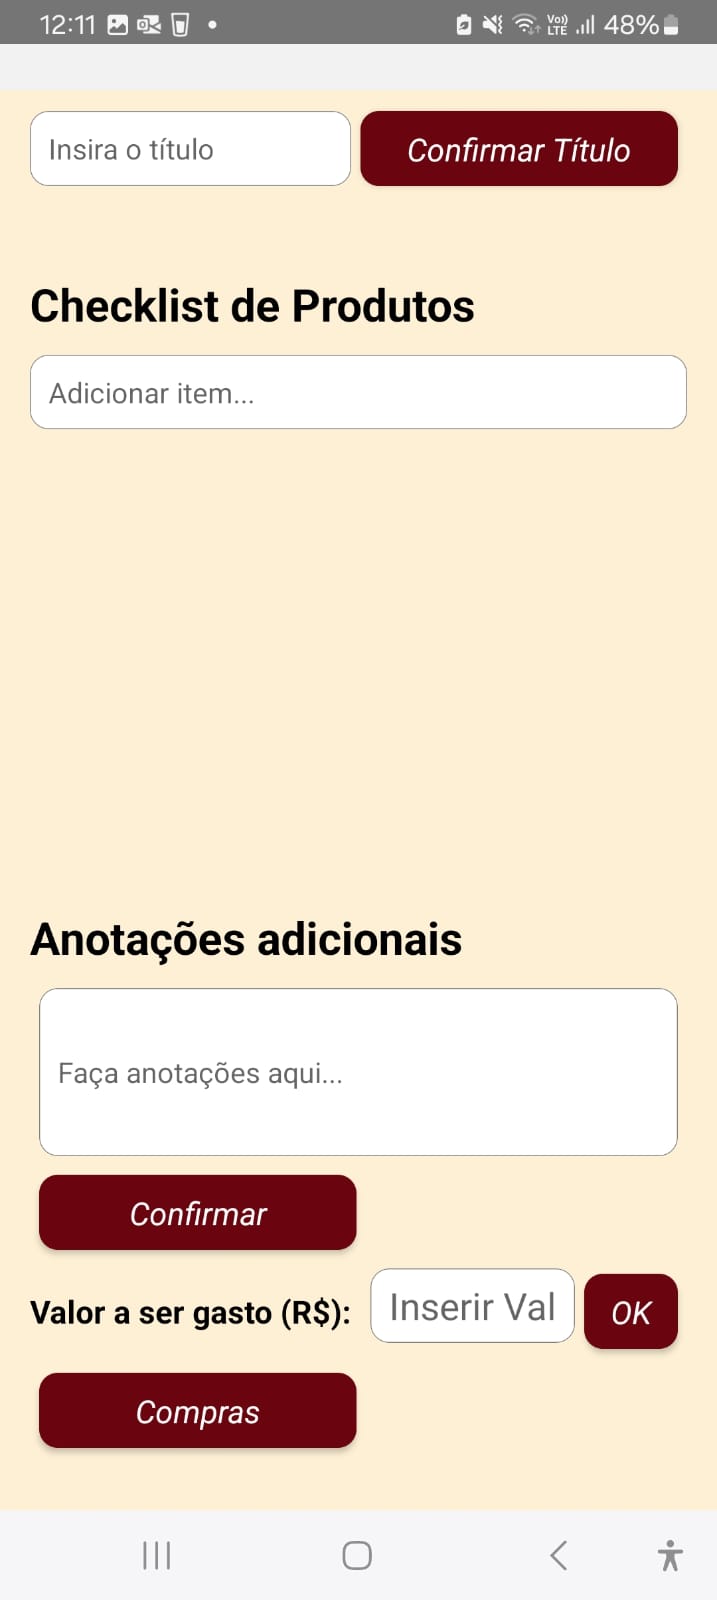 12:11
Vo))
LTE
48%
Insira o título
Confirmar Título
Checklist de Produtos
Adicionar item...
Anotações adicionais
Faça anotações aqui...
Confirmar
Valor a ser gasto (R$):
Inserir Val
OK
Compras